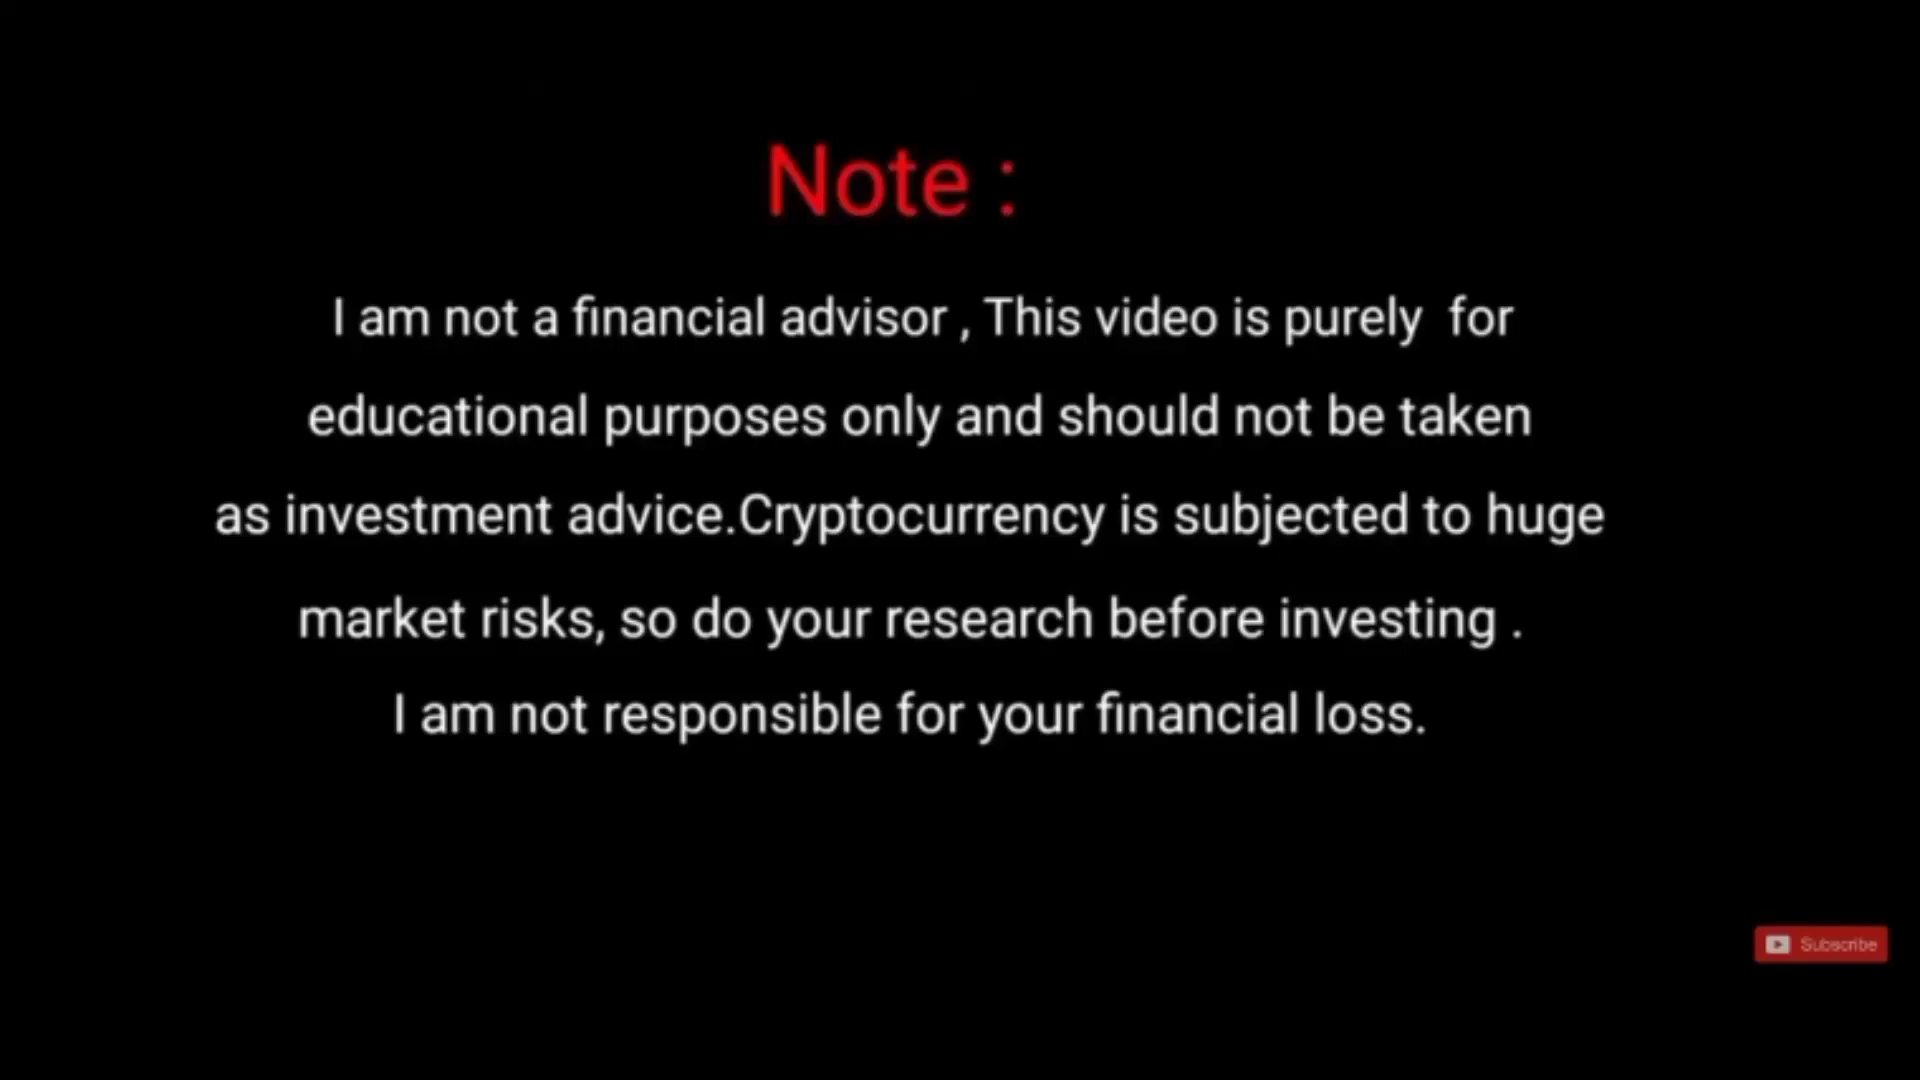 Note :
I am not a financial advisor , This video is purely for
educational purposes only and should not be taken
as investment advice.Cryptocurrency is subjected to huge
market risks, so do your research before investing .
I am not responsible for your financial loss.
Subscribe